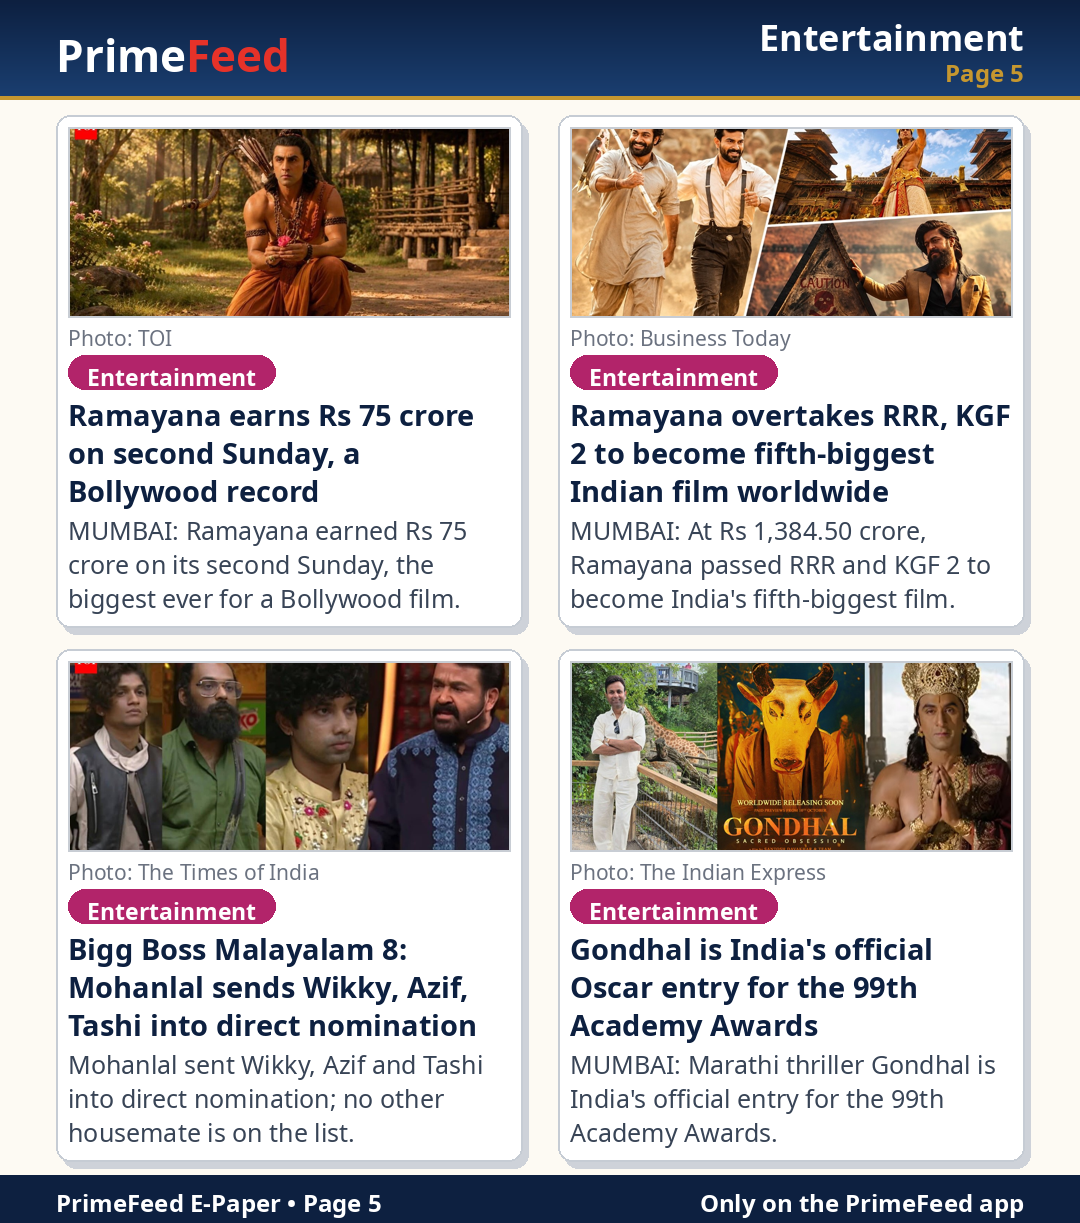 PrimeFeed
Entertainment
Page 5
Photo: TOI
Entertainment
Ramayana earns Rs 75 crore
on second Sunday, a
Bollywood record
MUMBAI: Ramayana earned Rs 75
crore on its second Sunday, the
biggest ever for a Bollywood film.
CAUTION
Photo: Business Today
Entertainment
Ramayana overtakes RRR, KGF
2 to become fifth-biggest
Indian film worldwide
MUMBAI: At Rs 1,384.50 crore,
Ramayana passed RRR and KGF 2 to
become India's fifth-biggest film.
Photo: The Times of India
Entertainment
Bigg Boss Malayalam 8:
Mohanlal sends Wikky, Azif,
Tashi into direct nomination
Mohanlal sent Wikky, Azif and Tashi
into direct nomination; no other
housemate is on the list.
WORLDWIDE RELEASING SOON
GONDHAL
SACRED OBSESSION
Photo: The Indian Express
Entertainment
Gondhal is India's official
Oscar entry for the 99th
Academy Awards
MUMBAI: Marathi thriller Gondhal is
India's official entry for the 99th
Academy Awards.
PrimeFeed E-Paper • Page 5
Only on the PrimeFeed app